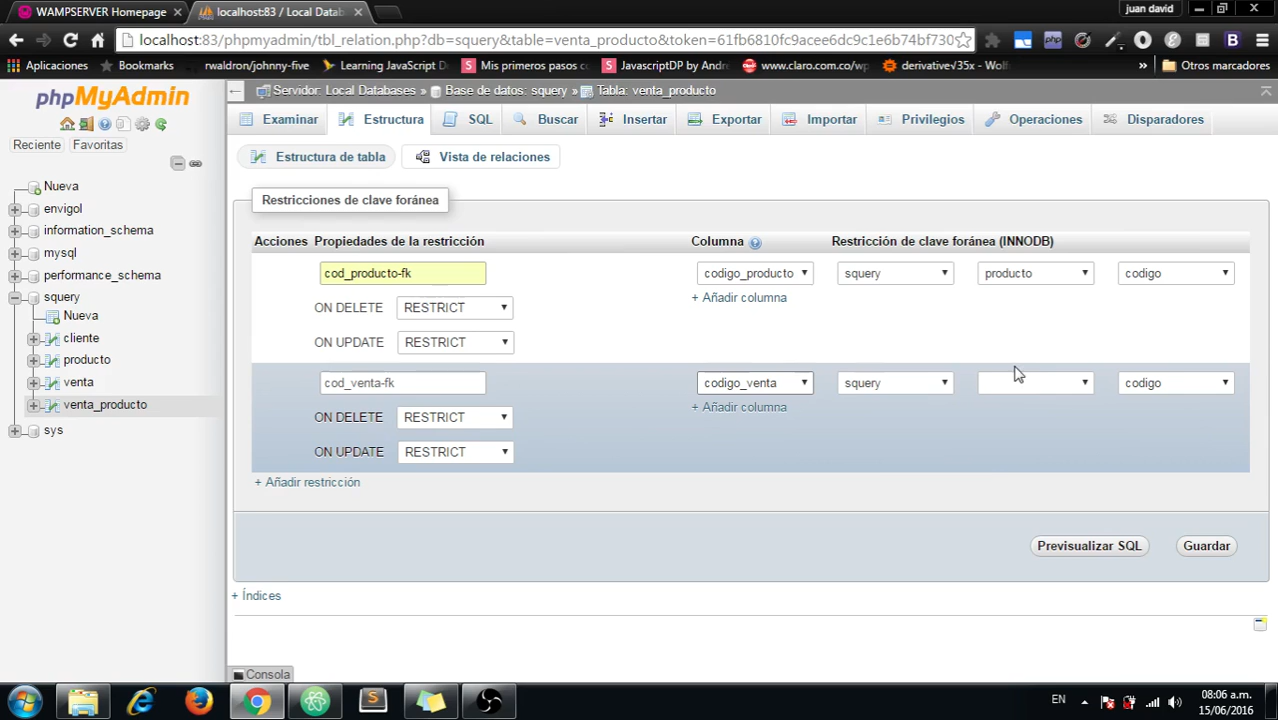 WAMPSERVER Homepage
localhost:83 / Local Datab
juan david
localhost:83/phpmyadmin/tbl_relation.php?db=squery&table=venta_producto&token=61fb6810fc9acee6dc9c1e6b74bf730
Aplicaciones
Bookmarks
rwaldron/johnny-five
Learning JavaScript D
Mis primeros pasos c
JavascriptDP by Andr
www.claro.com.co/wp
derivative√35x - Wolf
»
Otros marcadores
phpMyAdmin
Reciente
Favoritas
Nueva
envigol
information_schema
mysql
performance_schema
squery
Nueva
cliente
producto
venta
venta_producto
sys
Servidor: Local Databases » Base de datos: squery » Tabla: venta_producto
Examinar
Estructura
SQL
Buscar
Insertar
Exportar
Importar
Privilegios
Operaciones
Disparadores
Estructura de tabla
Vista de relaciones
Restricciones de clave foránea
Acciones Propiedades de la restricción Columna Restricción de clave foránea (INNODB)
cod_producto-fk codigo_producto squery producto codigo
+ Añadir columna
ON DELETE RESTRICT
ON UPDATE RESTRICT
cod_venta-fk codigo_venta squery codigo
+ Añadir columna
ON DELETE RESTRICT
ON UPDATE RESTRICT
+ Añadir restricción
Previsualizar SQL
Guardar
+ Índices
Consola
EN
08:06 a.m.
15/06/2016